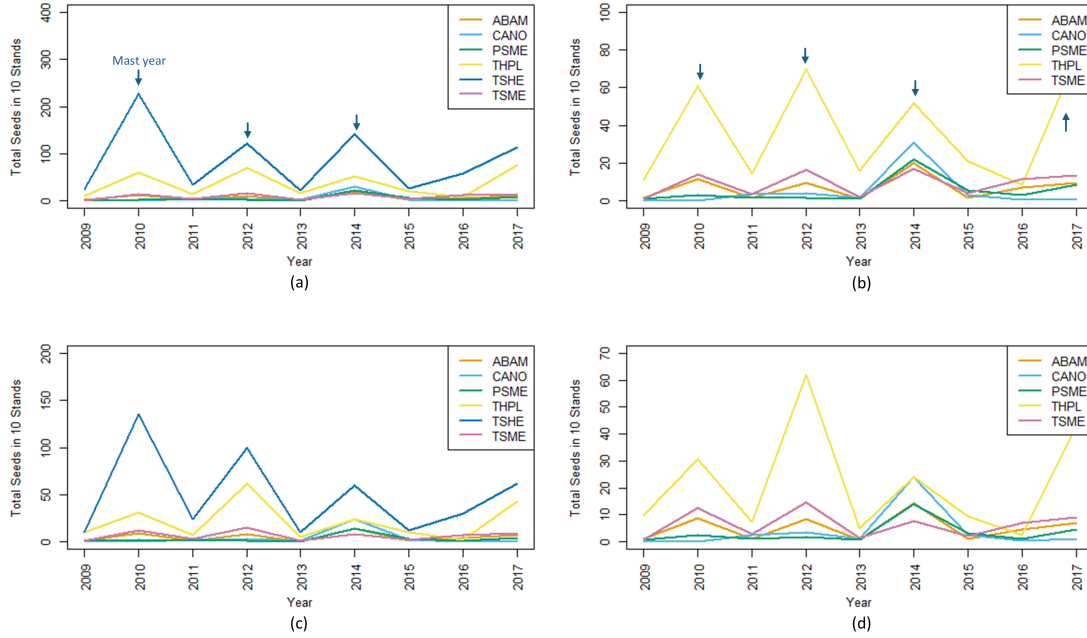 400
300
200
100
0
Total Seeds in 10 Stands
Mast year
ABAM
CANO
PSME
THPL
TSHE
TSME
2009
2010
2011
2012
2013
2014
2015
2016
2017
Year
(a)
100
80
60
40
20
0
Total Seeds in 10 Stands
ABAM
CANO
PSME
THPL
TSME
2009
2010
2011
2012
2013
2014
2015
2016
2017
Year
(b)
200
150
100
50
0
Total Seeds in 10 Stands
ABAM
CANO
PSME
THPL
TSHE
TSME
2009
2010
2011
2012
2013
2014
2015
2016
2017
Year
(c)
70
60
50
40
30
20
10
0
Total Seeds in 10 Stands
ABAM
CANO
PSME
THPL
TSME
2009
2010
2011
2012
2013
2014
2015
2016
2017
Year
(d)